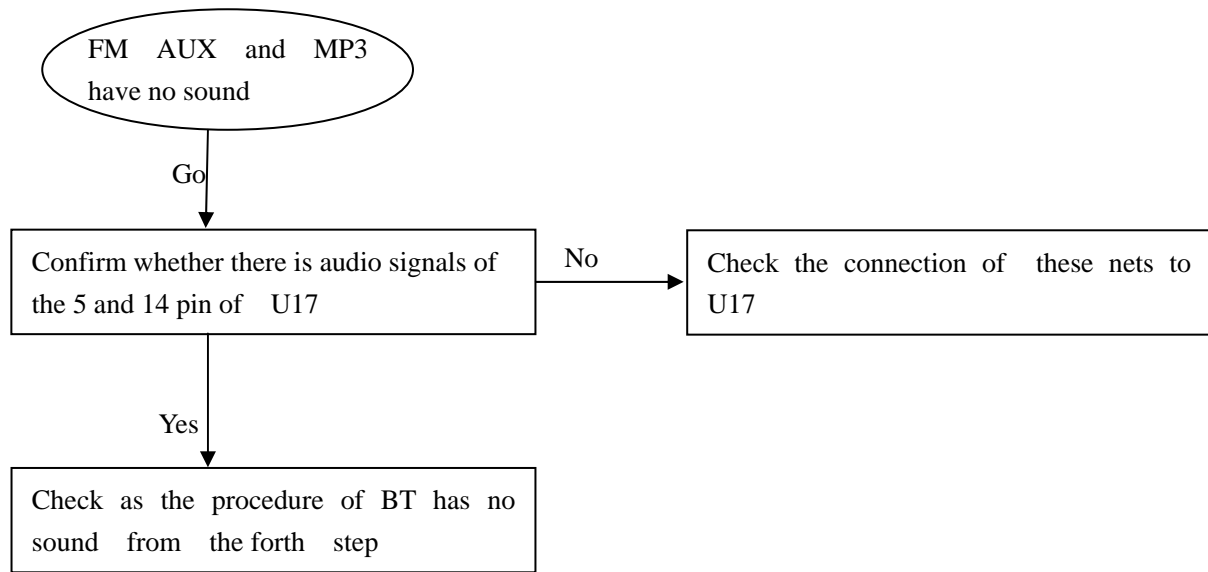 FM AUX and MP3
have no sound
Go
Confirm whether there is audio signals of
the 5 and 14 pin of U17
No
Check the connection of these nets to
U17
Yes
Check as the procedure of BT has no
sound from the forth step